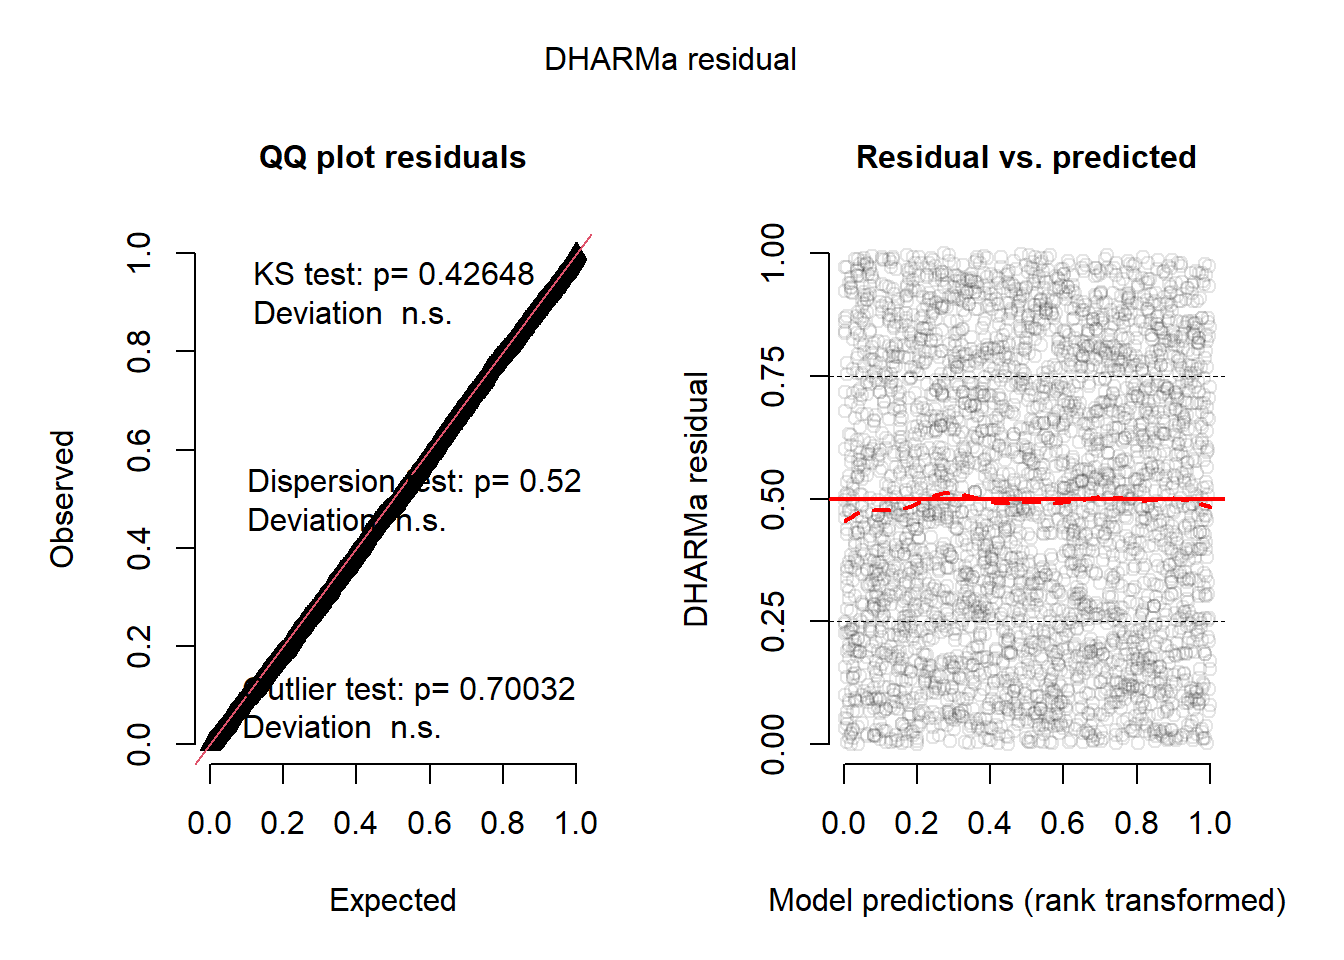 DHARMa residual
QQ plot residuals
Observed
0.0 0.2 0.4 0.6 0.8 1.0
KS test: p= 0.42648
Deviation  n.s.
Dispersion test: p= 0.52
Deviation  n.s.
Outlier test: p= 0.70032
Deviation  n.s.
0.0 0.2 0.4 0.6 0.8 1.0
Expected
Residual vs. predicted
DHARMa residual
0.00 0.25 0.50 0.75 1.00
0.0 0.2 0.4 0.6 0.8 1.0
Model predictions (rank transformed)